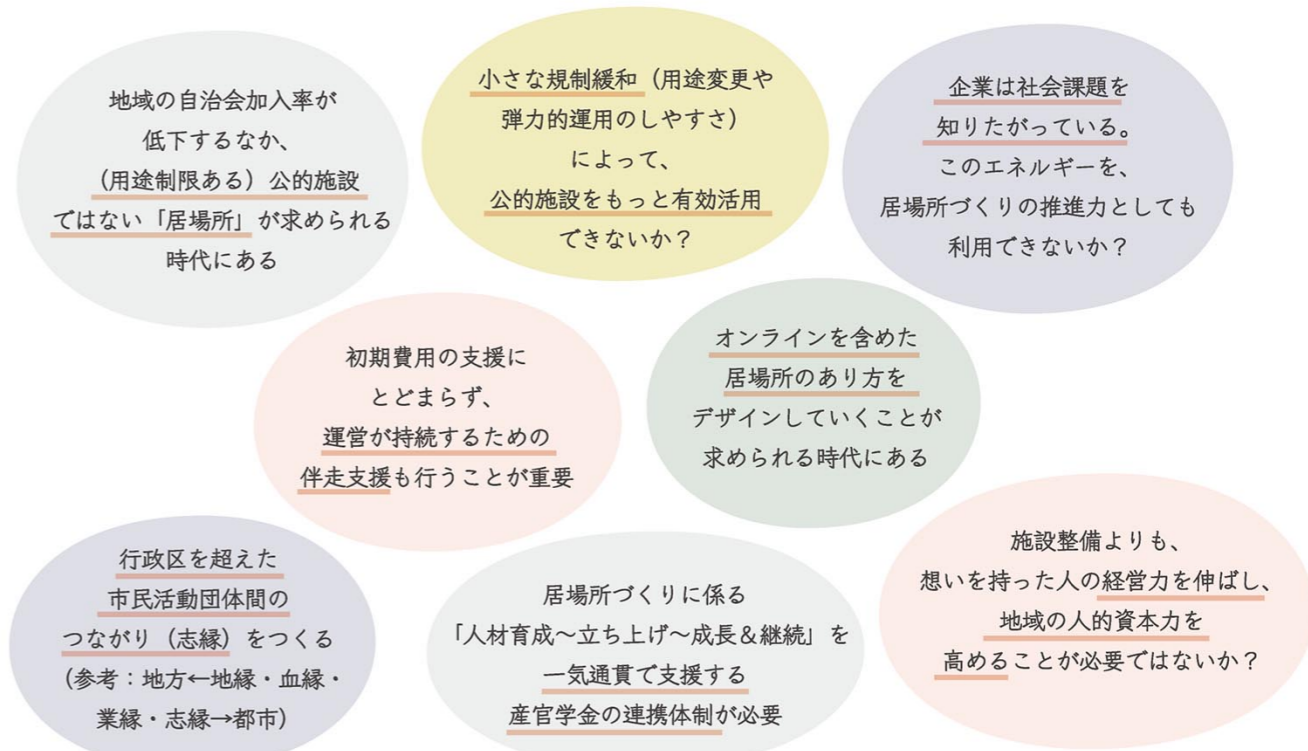 地域の自治会加入率が
低下するなか、
(用途制限ある)公的施設
ではない「居場所」が求められる
時代にある
小さな規制緩和(用途変更や
弾力的運用のしやすさ)
によって、
公的施設をもっと有効活用
できないか?
企業は社会課題を
知りたがっている。
このエネルギーを、
居場所づくりの推進力としても
利用できないか?
初期費用の支援に
とどまらず、
運営が持続するための
伴走支援も行うことが重要
オンラインを含めた
居場所のあり方を
デザインしていくことが
求められる時代にある
行政区を超えた
市民活動団体間の
つながり(志縁)をつくる
(参考:地方←地縁・血縁・
業縁・志縁→都市)
居場所づくりに係る
「人材育成~立ち上げ~成長&継続」を
一気通貫で支援する
産官学金の連携体制が必要
施設整備よりも、
想いを持った人の経営力を伸ばし、
地域の人的資本力を
高めることが必要ではないか?